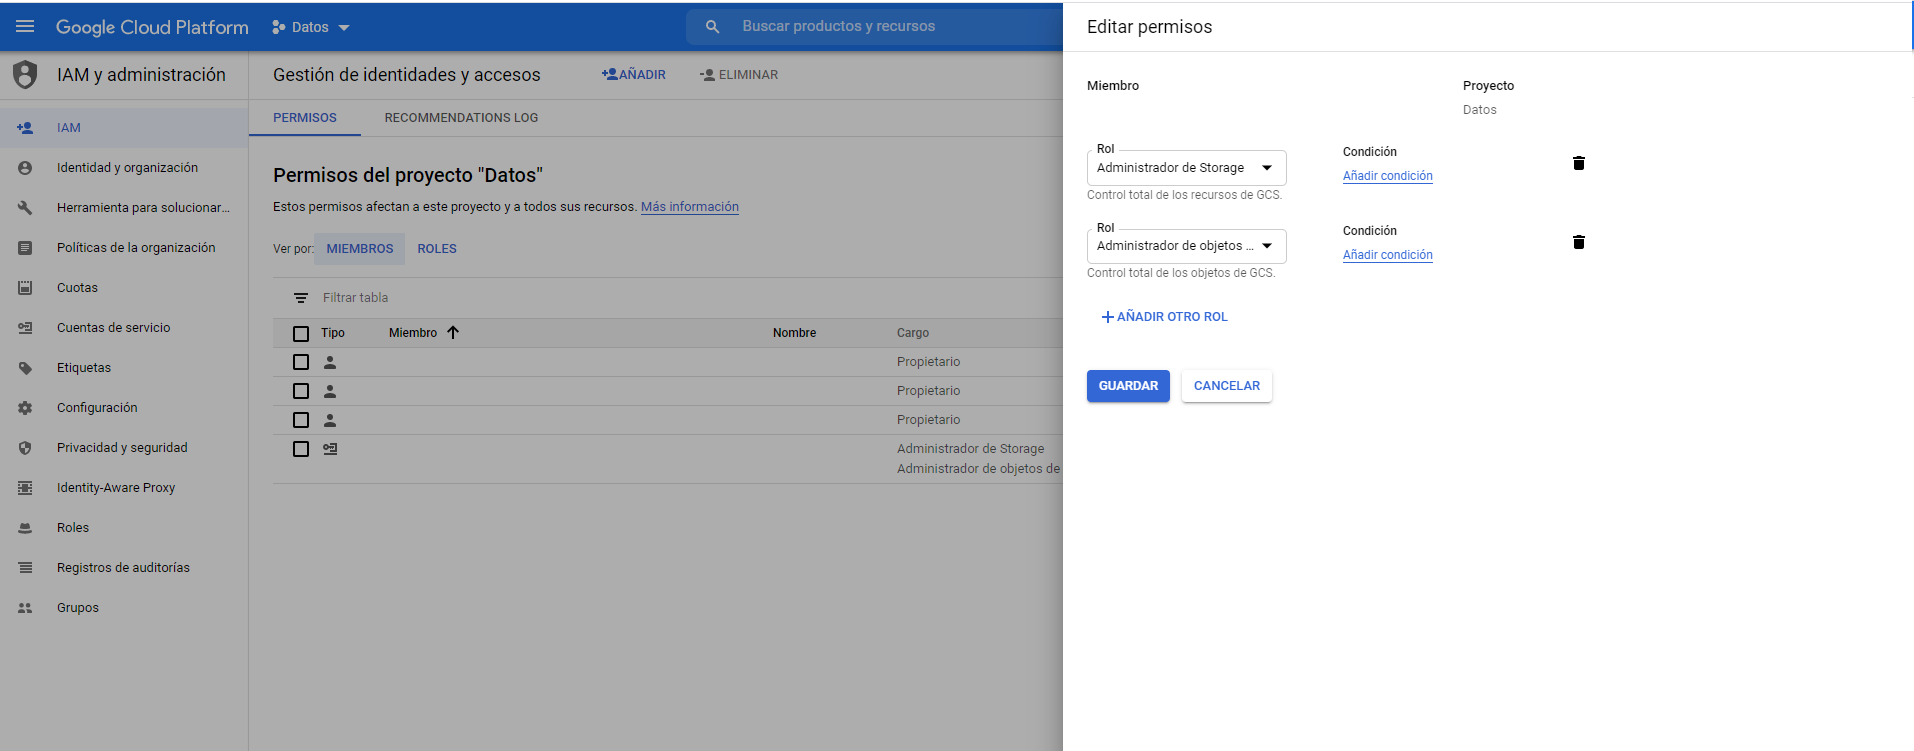 Google Cloud Platform
Datos
Buscar productos y recursos
IAM y administración
IAM
Identidad y organización
Herramienta para solucionar...
Políticas de la organización
Cuotas
Cuentas de servicio
Etiquetas
Configuración
Privacidad y seguridad
Identity-Aware Proxy
Roles
Registros de auditorías
Grupos
Gestión de identidades y accesos
AÑADIR
ELIMINAR
PERMISOS
RECOMMENDATIONS LOG
Permisos del proyecto "Datos"
Estos permisos afectan a este proyecto y a todos sus recursos. Más información
Ver por: MIEMBROS ROLES
Filtrar tabla
Tipo Miembro Nombre Cargo
Propietario
Propietario
Propietario
Administrador de Storage
Administrador de objetos de
Editar permisos
Miembro
Proyecto
Datos
Rol
Administrador de Storage
Control total de los recursos de GCS.
Condición
Añadir condición
Rol
Administrador de objetos ...
Control total de los objetos de GCS.
Condición
Añadir condición
AÑADIR OTRO ROL
GUARDAR
CANCELAR